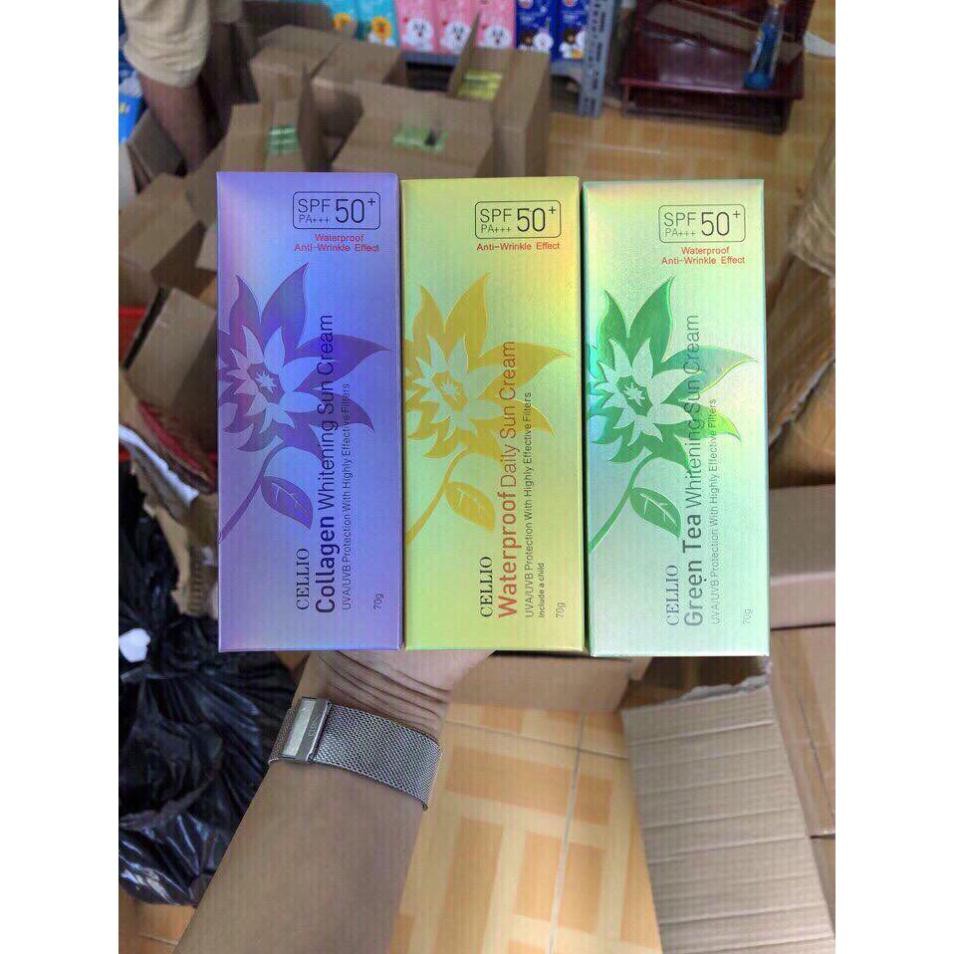 SPF
PA+++
50+
Waterproof
Anti-Wrinkle Effect
CELLIO
Collagen Whitening Sun Cream
UVA/UVB Protection With Highly Effective Filters
70g
SPF
PA+++
50+
Anti-Wrinkle Effect
CELLIO
Waterproof Daily Sun Cream
UVA/UVB Protection With Highly Effective Filters
Include a child
70g
SPF
PA+++
50+
Waterproof
Anti-Wrinkle Effect
CELLIO
Green Tea Whitening Sun Cream
UVA/UVB Protection With Highly Effective Filters
70g